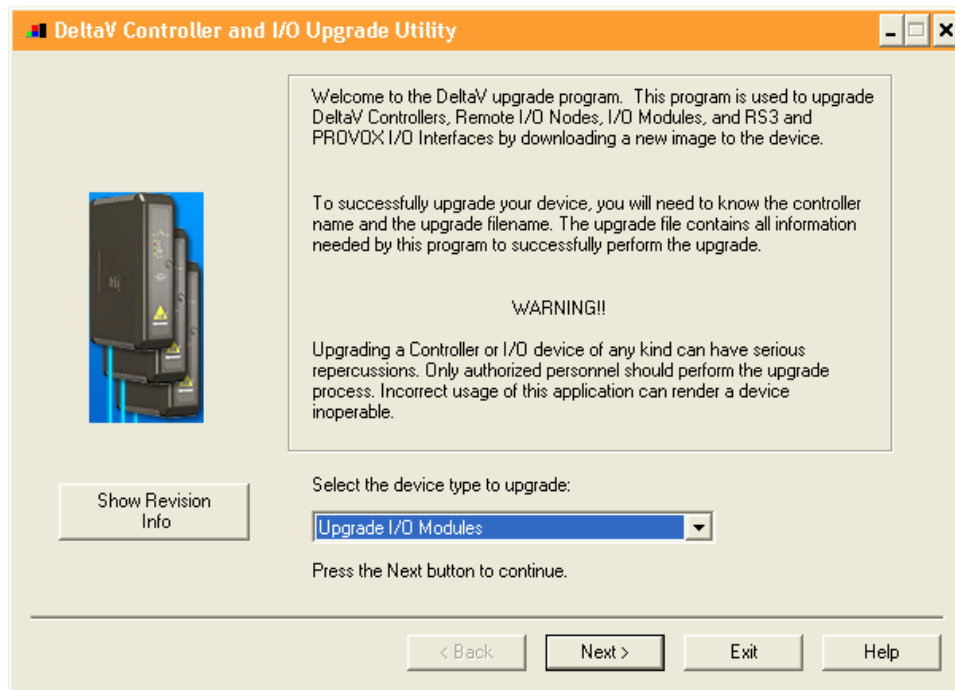 DeltaV Controller and I/O Upgrade Utility
Welcome to the DeltaV upgrade program.  This program is used to upgrade
DeltaV Controllers, Remote I/O Nodes, I/O Modules, and RS3 and
PROVOX I/O Interfaces by downloading a new image to the device.
To successfully upgrade your device, you will need to know the controller
name and the upgrade filename. The upgrade file contains all information
needed by this program to successfully perform the upgrade.
WARNING!!
Upgrading a Controller or I/O device of any kind can have serious
repercussions. Only authorized personnel should perform the upgrade
process. Incorrect usage of this application can render a device
inoperable.
Show Revision
Info
Select the device type to upgrade:
Upgrade I/O Modules
Press the Next button to continue.
< Back
Next >
Exit
Help